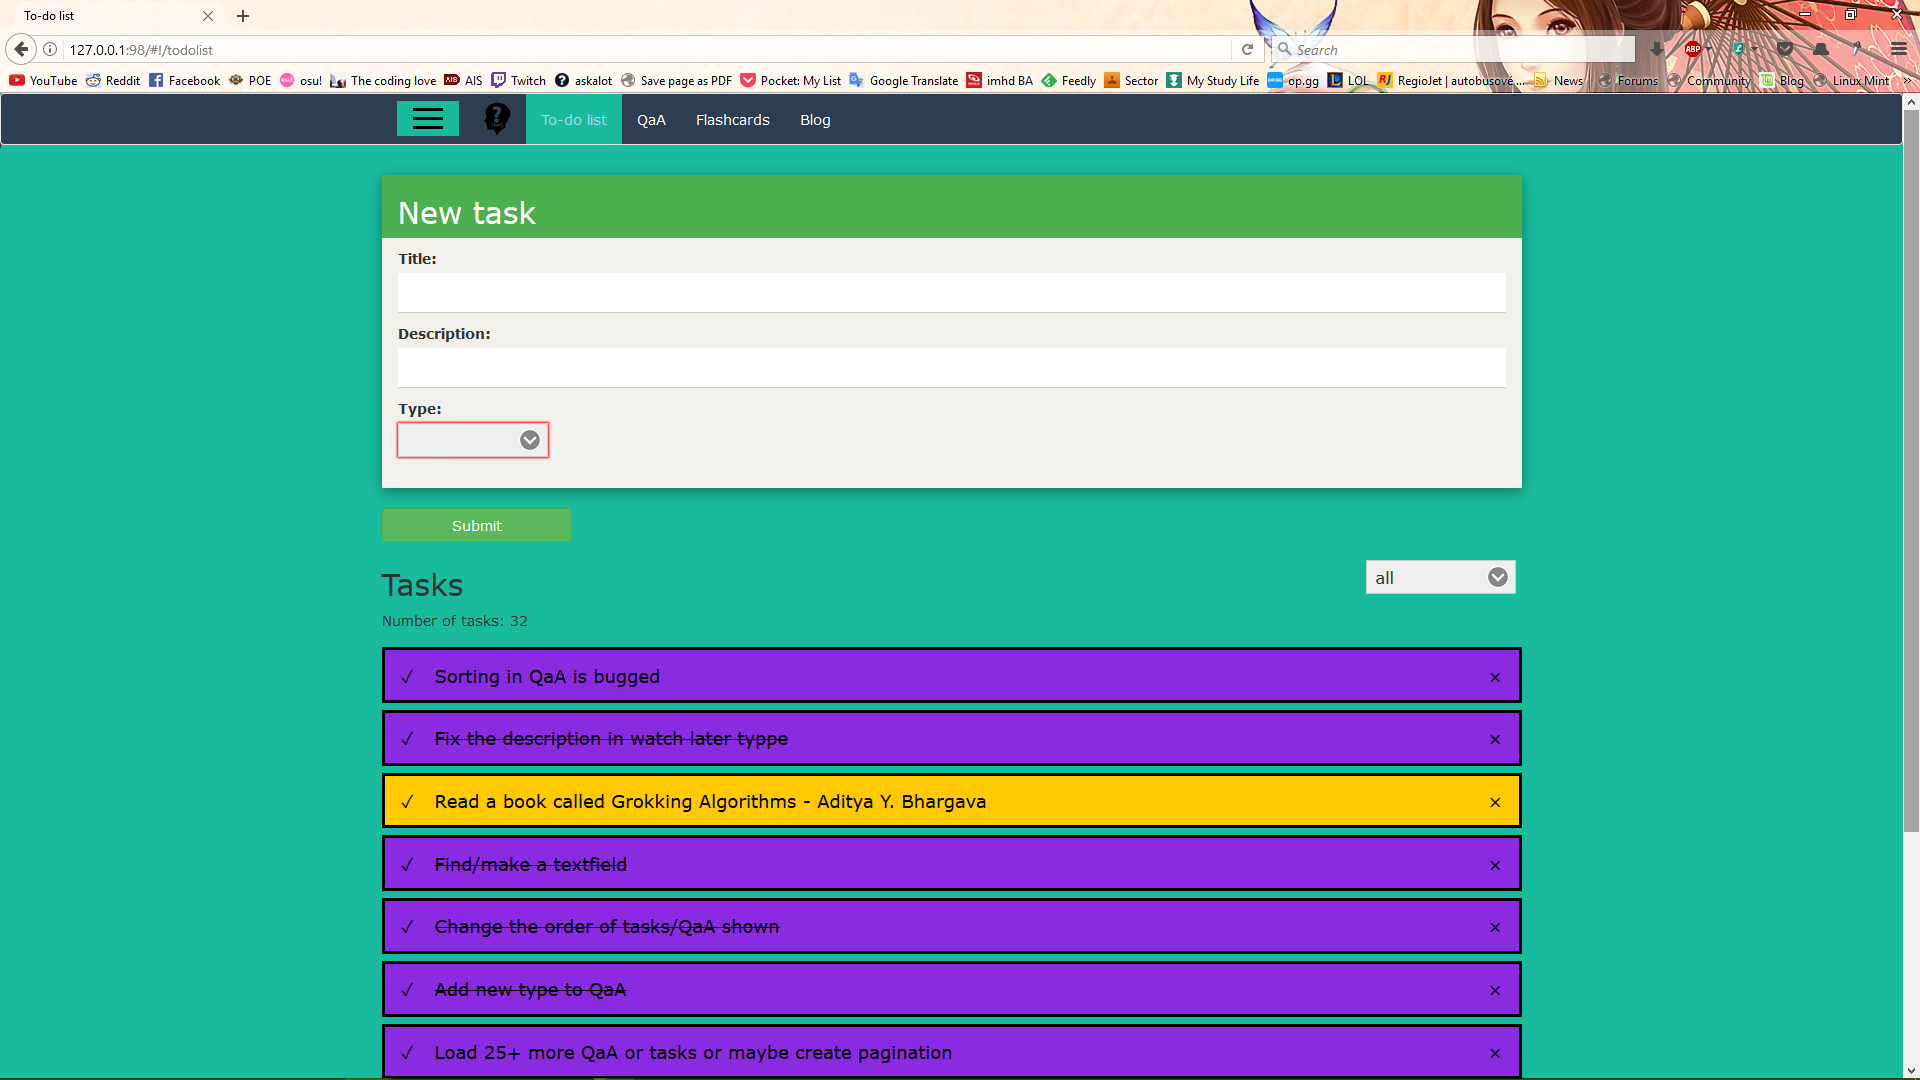 To-do list
127.0.0.1:98/#!/todolist
Search
ABP
YouTube Reddit Facebook POE osu! The coding love AIS AIS Twitch askalot Save page as PDF Pocket: My List Google Translate imhd BA Feedly Sector My Study Life op.gg LOL RJ RegioJet | autobusové ... News Forums Community Blog Linux Mint
To-do list QaA Flashcards Blog
New task
Title:
Description:
Type:
Submit
Tasks
all
Number of tasks: 32
✓ Sorting in QaA is bugged ×
✓ Fix the description in watch later typpe ×
✓ Read a book called Grokking Algorithms - Aditya Y. Bhargava ×
✓ Find/make a textfield ×
✓ Change the order of tasks/QaA shown ×
✓ Add new type to QaA ×
✓ Load 25+ more QaA or tasks or maybe create pagination ×